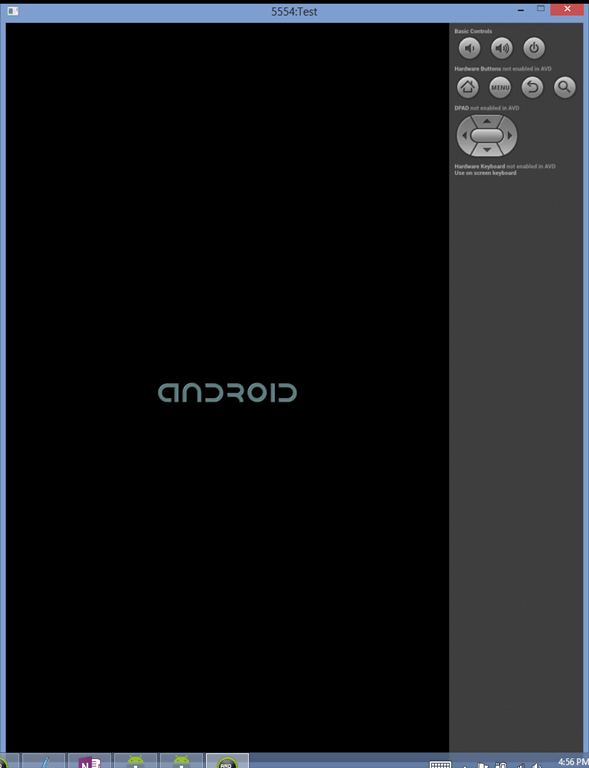 5554:Test
Basic Controls
Hardware Buttons not enabled in AVD
MENU
DPAD not enabled in AVD
Hardware Keyboard not enabled in AVD
Use on screen keyboard
ANDROID
N
AND
4:56 PM